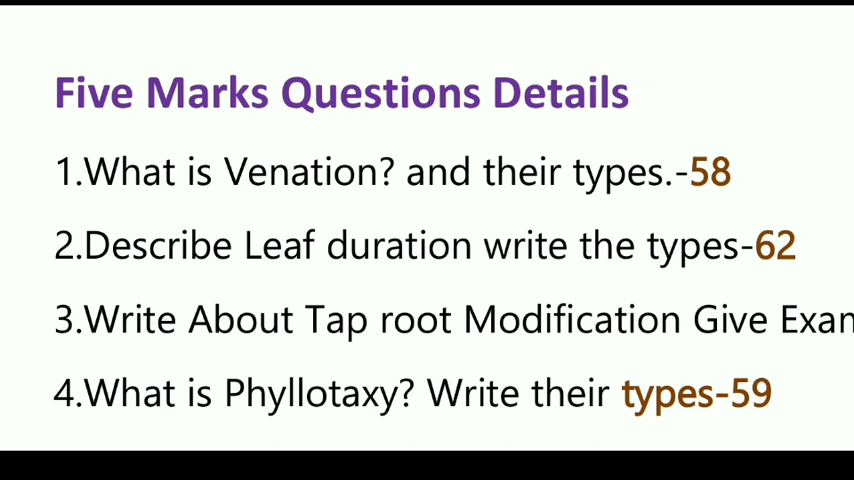 Five Marks Questions Details
1.What is Venation? and their types.-58
2.Describe Leaf duration write the types-62
3.Write About Tap root Modification Give
4.What is Phyllotaxy? Write their types-59